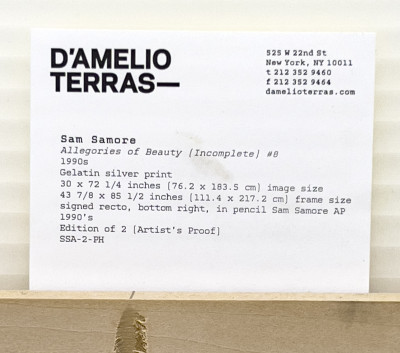 D'AMELIO
TERRAS—
525 W 22nd St
New York, NY 10011
t 212 352 9460
f 212 352 9464
damelioterras.com
Sam Samore
Allegories of Beauty [Incomplete] #8
1990s
Gelatin silver print
30 x 72 1/4 inches [76.2 x 183.5 cm] image size
43 7/8 x 85 1/2 inches [111.4 x 217.2 cm] frame size
signed recto, bottom right, in pencil Sam Samore AP
1990's
Edition of 2 [Artist's Proof]
SSA-2-PH